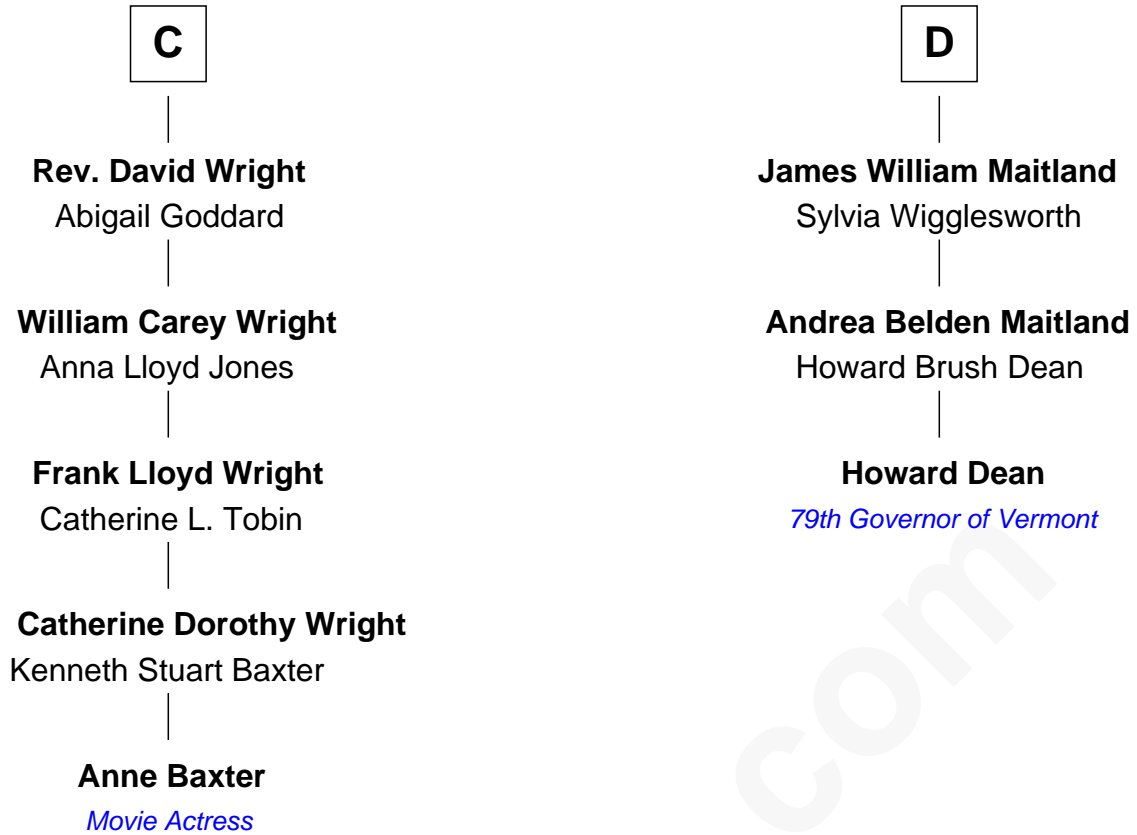 C
Rev. David Wright
Abigail Goddard
William Carey Wright
Anna Lloyd Jones
Frank Lloyd Wright
Catherine L. Tobin
Catherine Dorothy Wright
Kenneth Stuart Baxter
Anne Baxter
Movie Actress
D
James William Maitland
Sylvia Wigglesworth
Andrea Belden Maitland
Howard Brush Dean
Howard Dean
79th Governor of Vermont
com